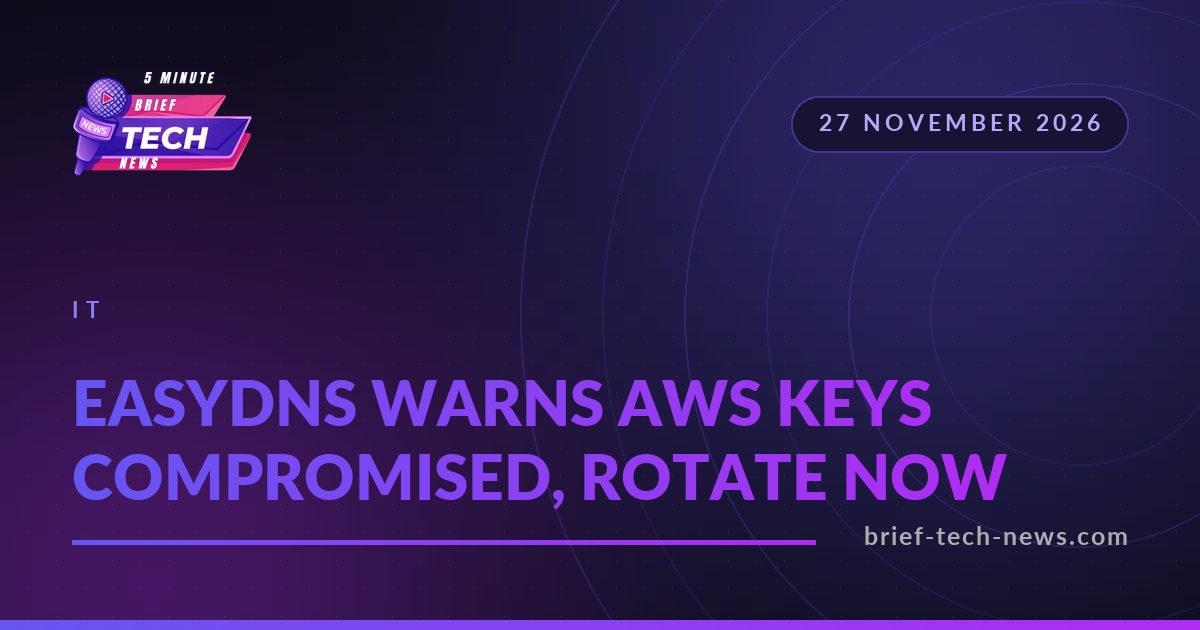 5 MINUTE
BRIEF
NEWS
TECH
NEWS
27 NOVEMBER 2026
IT
EASYDNS WARNS AWS KEYS
COMPROMISED, ROTATE NOW
brief-tech-news.com